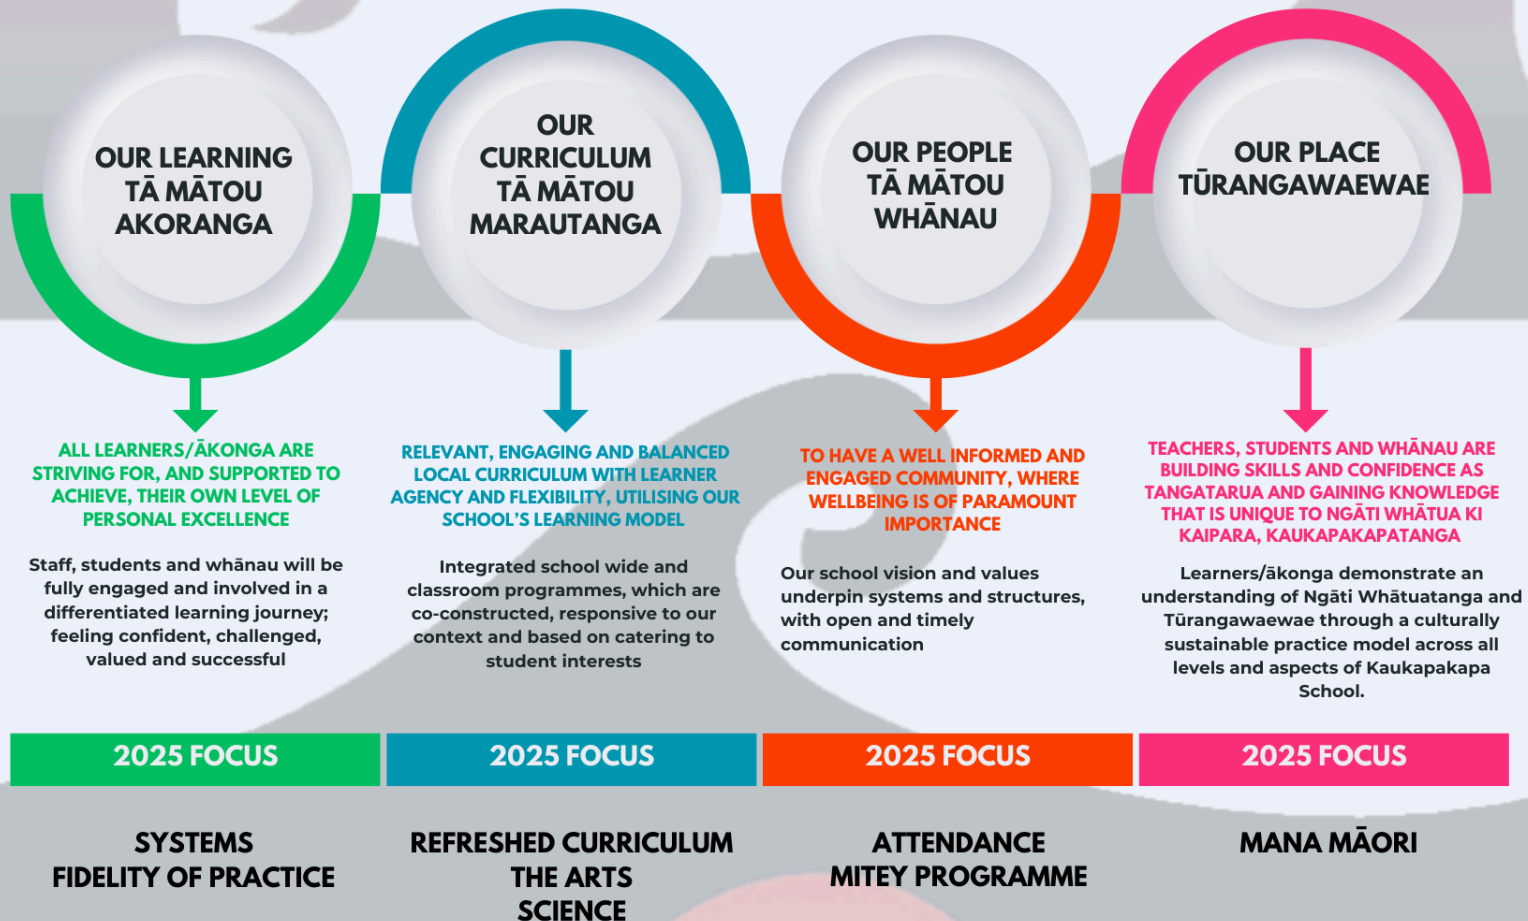 OUR LEARNING
TĀ MĀTOU
AKORANGA
OUR
CURRICULUM
TĀ MĀTOU
MARAUTANGA
OUR PEOPLE
TĀ MĀTOU
WHĀNAU
OUR PLACE
TŪRANGAWAEWAE
ALL LEARNERS/ĀKONGA ARE
STRIVING FOR, AND SUPPORTED TO
ACHIEVE, THEIR OWN LEVEL OF
PERSONAL EXCELLENCE
Staff, students and whānau will be
fully engaged and involved in a
differentiated learning journey;
feeling confident, challenged,
valued and successful
RELEVANT, ENGAGING AND BALANCED
LOCAL CURRICULUM WITH LEARNER
AGENCY AND FLEXIBILITY, UTILISING OUR
SCHOOL'S LEARNING MODEL
Integrated school wide and
classroom programmes, which are
co-constructed, responsive to our
context and based on catering to
student interests
TO HAVE A WELL INFORMED AND
ENGAGED COMMUNITY, WHERE
WELLBEING IS OF PARAMOUNT
IMPORTANCE
Our school vision and values
underpin systems and structures,
with open and timely
communication
TEACHERS, STUDENTS AND WHĀNAU ARE
BUILDING SKILLS AND CONFIDENCE AS
TANGATARUA AND GAINING KNOWLEDGE
THAT IS UNIQUE TO NGĀTI WHĀTUA KI
KAIPARA, KAUKAPAKAPATANGA
Learners/ākonga demonstrate an
understanding of Ngāti Whātuatanga and
Tūrangawaewae through a culturally
sustainable practice model across all
levels and aspects of Kaukapakapa
School.
2025 FOCUS
2025 FOCUS
2025 FOCUS
2025 FOCUS
SYSTEMS
FIDELITY OF PRACTICE
REFRESHED CURRICULUM
THE ARTS
SCIENCE
ATTENDANCE
MITEY PROGRAMME
MANA MĀORI